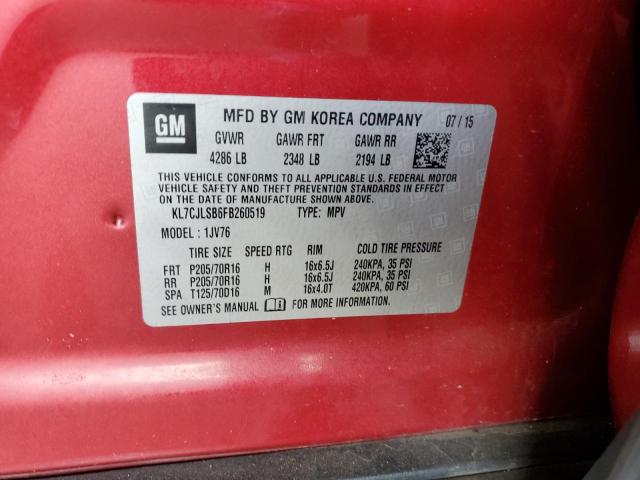 GM
MFD BY GM KOREA COMPANY 07 / 15
GVWR GAWR FRT GAWR RR
4286 LB 2348 LB 2194 LB
THIS VEHICLE CONFORMS TO ALL APPLICABLE U.S. FEDERAL MOTOR
VEHICLE SAFETY AND THEFT PREVENTION STANDARDS IN EFFECT
ON THE DATE OF MANUFACTURE SHOWN ABOVE.
KL7CJLSB6FB260519 TYPE: MPV
MODEL : 1JV76
TIRE SIZE SPEED RTG RIM COLD TIRE PRESSURE
FRT P205/70R16 H 16x6.5J 240KPA, 35 PSI
RR P205/70R16 H 16x6.5J 240KPA, 35 PSI
SPA T125/70D16 M 16x4.0T 420KPA, 60 PSI
SEE OWNER'S MANUAL FOR MORE INFORMATION.